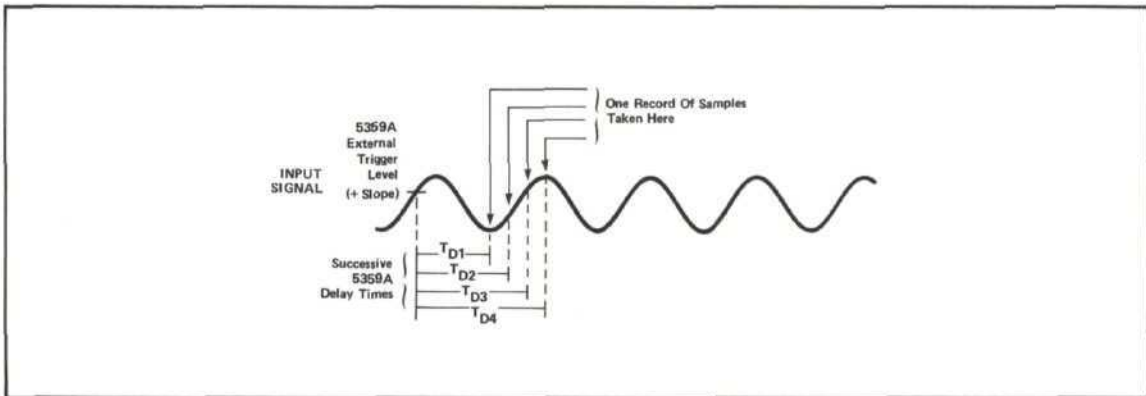 One Record Of Samples
Taken Here
5359A
External
Trigger
Level
(+ Slope)
INPUT
SIGNAL
TD1
TD2
TD3
TD4
Successive
5359A
Delay Times